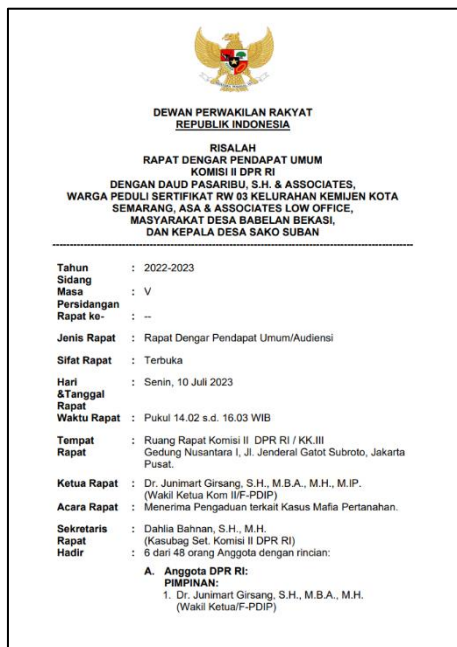 DEWAN PERWAKILAN RAKYAT
REPUBLIK INDONESIA
RISALAH
RAPAT DENGAR PENDAPAT UMUM
KOMISI II DPR RI
DENGAN DAUD PASARIBU, S.H. & ASSOCIATES,
WARGA PEDULI SERTIFIKAT RW 03 KELURAHAN KEMIJEN KOTA
SEMARANG, ASA & ASSOCIATES LOW OFFICE,
MASYARAKAT DESA BABELAN BEKASI,
DAN KEPALA DESA SAKO SUBAN
Tahun Sidang : 2022-2023
Masa Persidangan : V
Rapat ke- : --
Jenis Rapat : Rapat Dengar Pendapat Umum/Audiensi
Sifat Rapat : Terbuka
Hari &Tanggal Rapat : Senin, 10 Juli 2023
Waktu Rapat : Pukul 14.02 s.d. 16.03 WIB
Tempat Rapat : Ruang Rapat Komisi II DPR RI / KK.III
Gedung Nusantara I, Jl. Jenderal Gatot Subroto, Jakarta
Pusat.
Ketua Rapat : Dr. Junimart Girsang, S.H., M.B.A., M.H., M.IP.
(Wakil Ketua Kom II/F-PDIP)
Acara Rapat : Menerima Pengaduan terkait Kasus Mafia Pertanahan.
Sekretaris Rapat : Dahlia Bahnan, S.H., M.H.
(Kasubag Set. Komisi II DPR RI)
Hadir : 6 dari 48 orang Anggota dengan rincian:
A. Anggota DPR RI:
PIMPINAN:
1. Dr. Junimart Girsang, S.H., M.B.A., M.H.
(Wakil Ketua/F-PDIP)